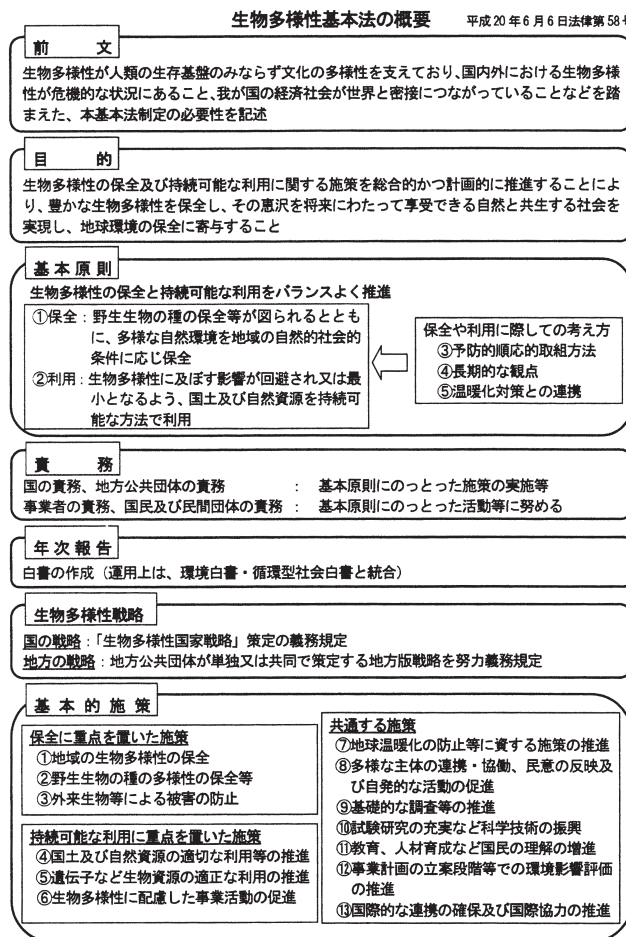 生物多様性基本法の概要 平成20年6月6日法律第58
前 文
生物多様性が人類の生存基盤のみならず文化の多様性を支えており、国内外における生物多様
性が危機的な状況にあること、我が国の経済社会が世界と密接につながっていることなどを踏
まえた、本基本法制定の必要性を記述
目 的
生物多様性の保全及び持続可能な利用に関する施策を総合的かつ計画的に推進することによ
り、豊かな生物多様性を保全し、その恵沢を将来にわたって享受できる自然と共生する社会を
実現し、地球環境の保全に寄与すること
基本原則
生物多様性の保全と持続可能な利用をバランスよく推進
①保全：野生生物の種の保全等が図られるととも
に、多様な自然環境を地域の自然的社会的
条件に応じ保全
②利用：生物多様性に及ぼす影響が回避され又は最
小となるよう、国土及び自然資源を持続可
能な方法で利用
保全や利用に際しての考え方
③予防的順応的取組方法
④長期的な観点
⑤温暖化対策との連携
責 務
国の責務、地方公共団体の責務 ： 基本原則にのっとった施策の実施等
事業者の責務、国民及び民間団体の責務 ： 基本原則にのっとった活動等に努める
年次報告
白書の作成（運用上は、環境白書・循環型社会白書と統合）
生物多様性戦略
国の戦略：「生物多様性国家戦略」策定の義務規定
地方の戦略：地方公共団体が単独又は共同で策定する地方版戦略を努力義務規定
基本的施策
保全に重点を置いた施策
①地域の生物多様性の保全
②野生生物の種の多様性の保全等
③外来生物等による被害の防止
持続可能な利用に重点を置いた施策
④国土及び自然資源の適切な利用等の推進
⑤遺伝子など生物資源の適正な利用の推進
⑥生物多様性に配慮した事業活動の促進
共通する施策
⑦地球温暖化の防止等に資する施策の推進
⑧多様な主体の連携・協働、民意の反映及
び自発的な活動の促進
⑨基礎的な調査等の推進
⑩試験研究の充実など科学技術の振興
⑪教育、人材育成など国民の理解の増進
⑫事業計画の立案段階等での環境影響評価
の推進
⑬国際的な連携の確保及び国際協力の推進